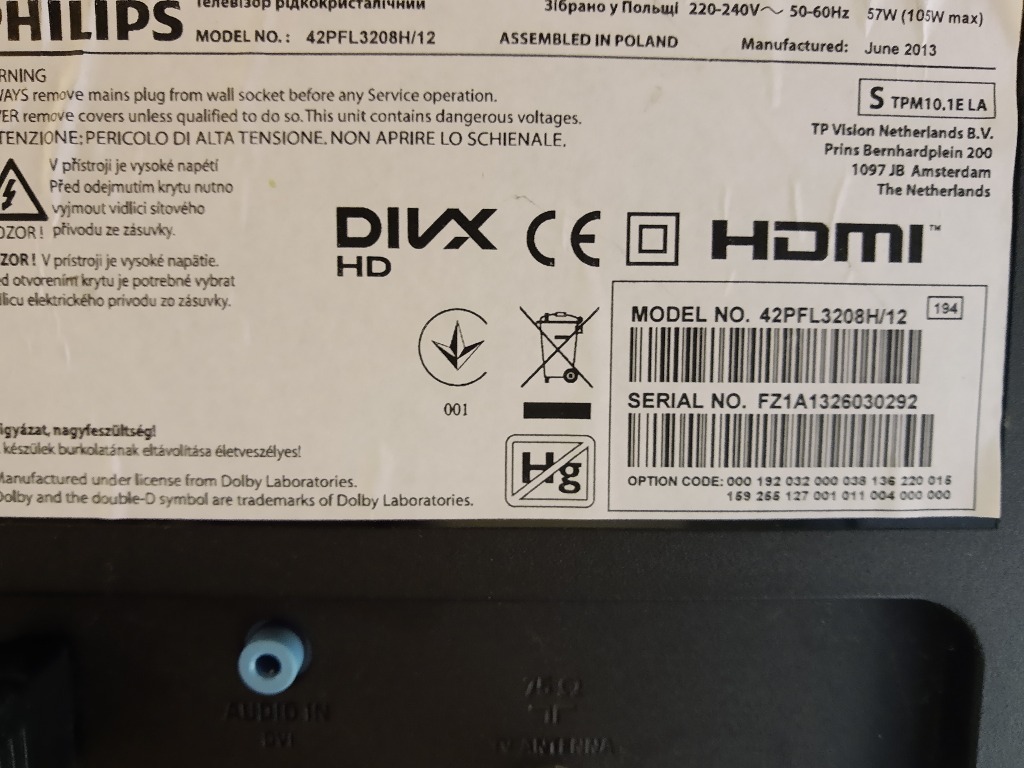 PHILIPS
Телевізор рідкокристалічний
Зібрано у Польщі 220-240V~ 50-60Hz 57W (105W max)
MODEL NO.: 42PFL3208H/12 ASSEMBLED IN POLAND Manufactured: June 2013
RNING
AYS remove mains plug from wall socket before any Service operation.
ER remove covers unless qualified to do so. This unit contains dangerous voltages.
TENZIONE: PERICOLO DI ALTA TENSIONE. NON APRIRE LO SCHIENALE.
S TPM10.1E LA
TP Vision Netherlands B.V.
Prins Bernhardplein 200
1097 JB Amsterdam
The Netherlands
V přístroji je vysoké napětí
Před odejmutím krytu nutno
vyjmout vidlici síťového
OZOR! přívodu ze zásuvky.
ZOR! V prístroji je vysoké napätie.
d otvorením krytu je potrebné vybrat
dlicu elektrického prívodu zo zásuvky.
DIVX
HD
CE
HDMI™
001
Hg
MODEL NO. 42PFL3208H/12
194
SERIAL NO. FZ1A1326030292
OPTION CODE: 000 192 032 000 038 136 220 015
159 255 127 001 011 004 000 000
igyázat, nagyfeszültség!
készülek burkolatának eltávolítása életveszélyes!
Manufactured under license from Dolby Laboratories.
Dolby and the double-D symbol are trademarks of Dolby Laboratories.
AUDIO IN
DVI
75 Ω
TV ANTENNA